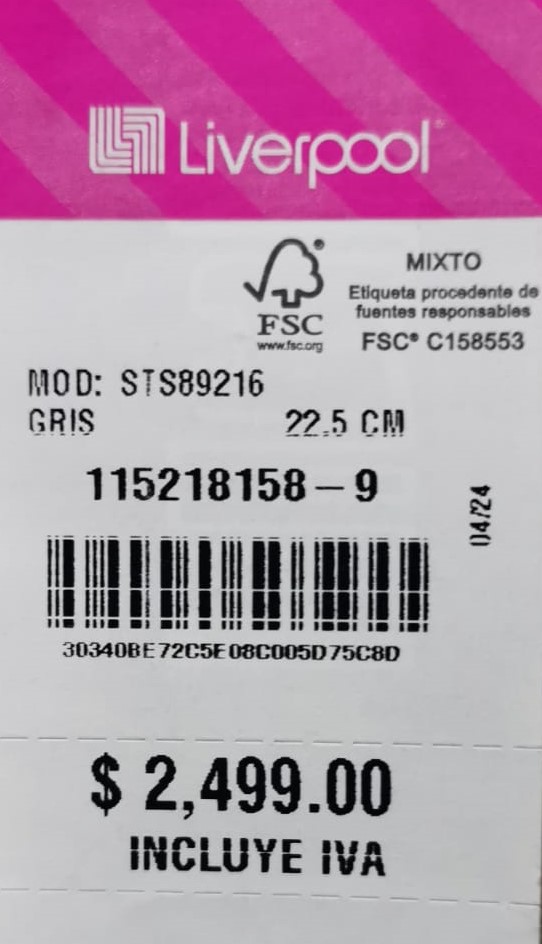 Liverpool
MIXTO
Etiqueta procedente de
fuentes responsables
FSC® C158553
FSC
www.fsc.org
MOD: STS89216
GRIS 22.5 CM
115218158-9
04/24
30340BE72C5E08C005D75C8D
$ 2,499.00
INCLUYE IVA